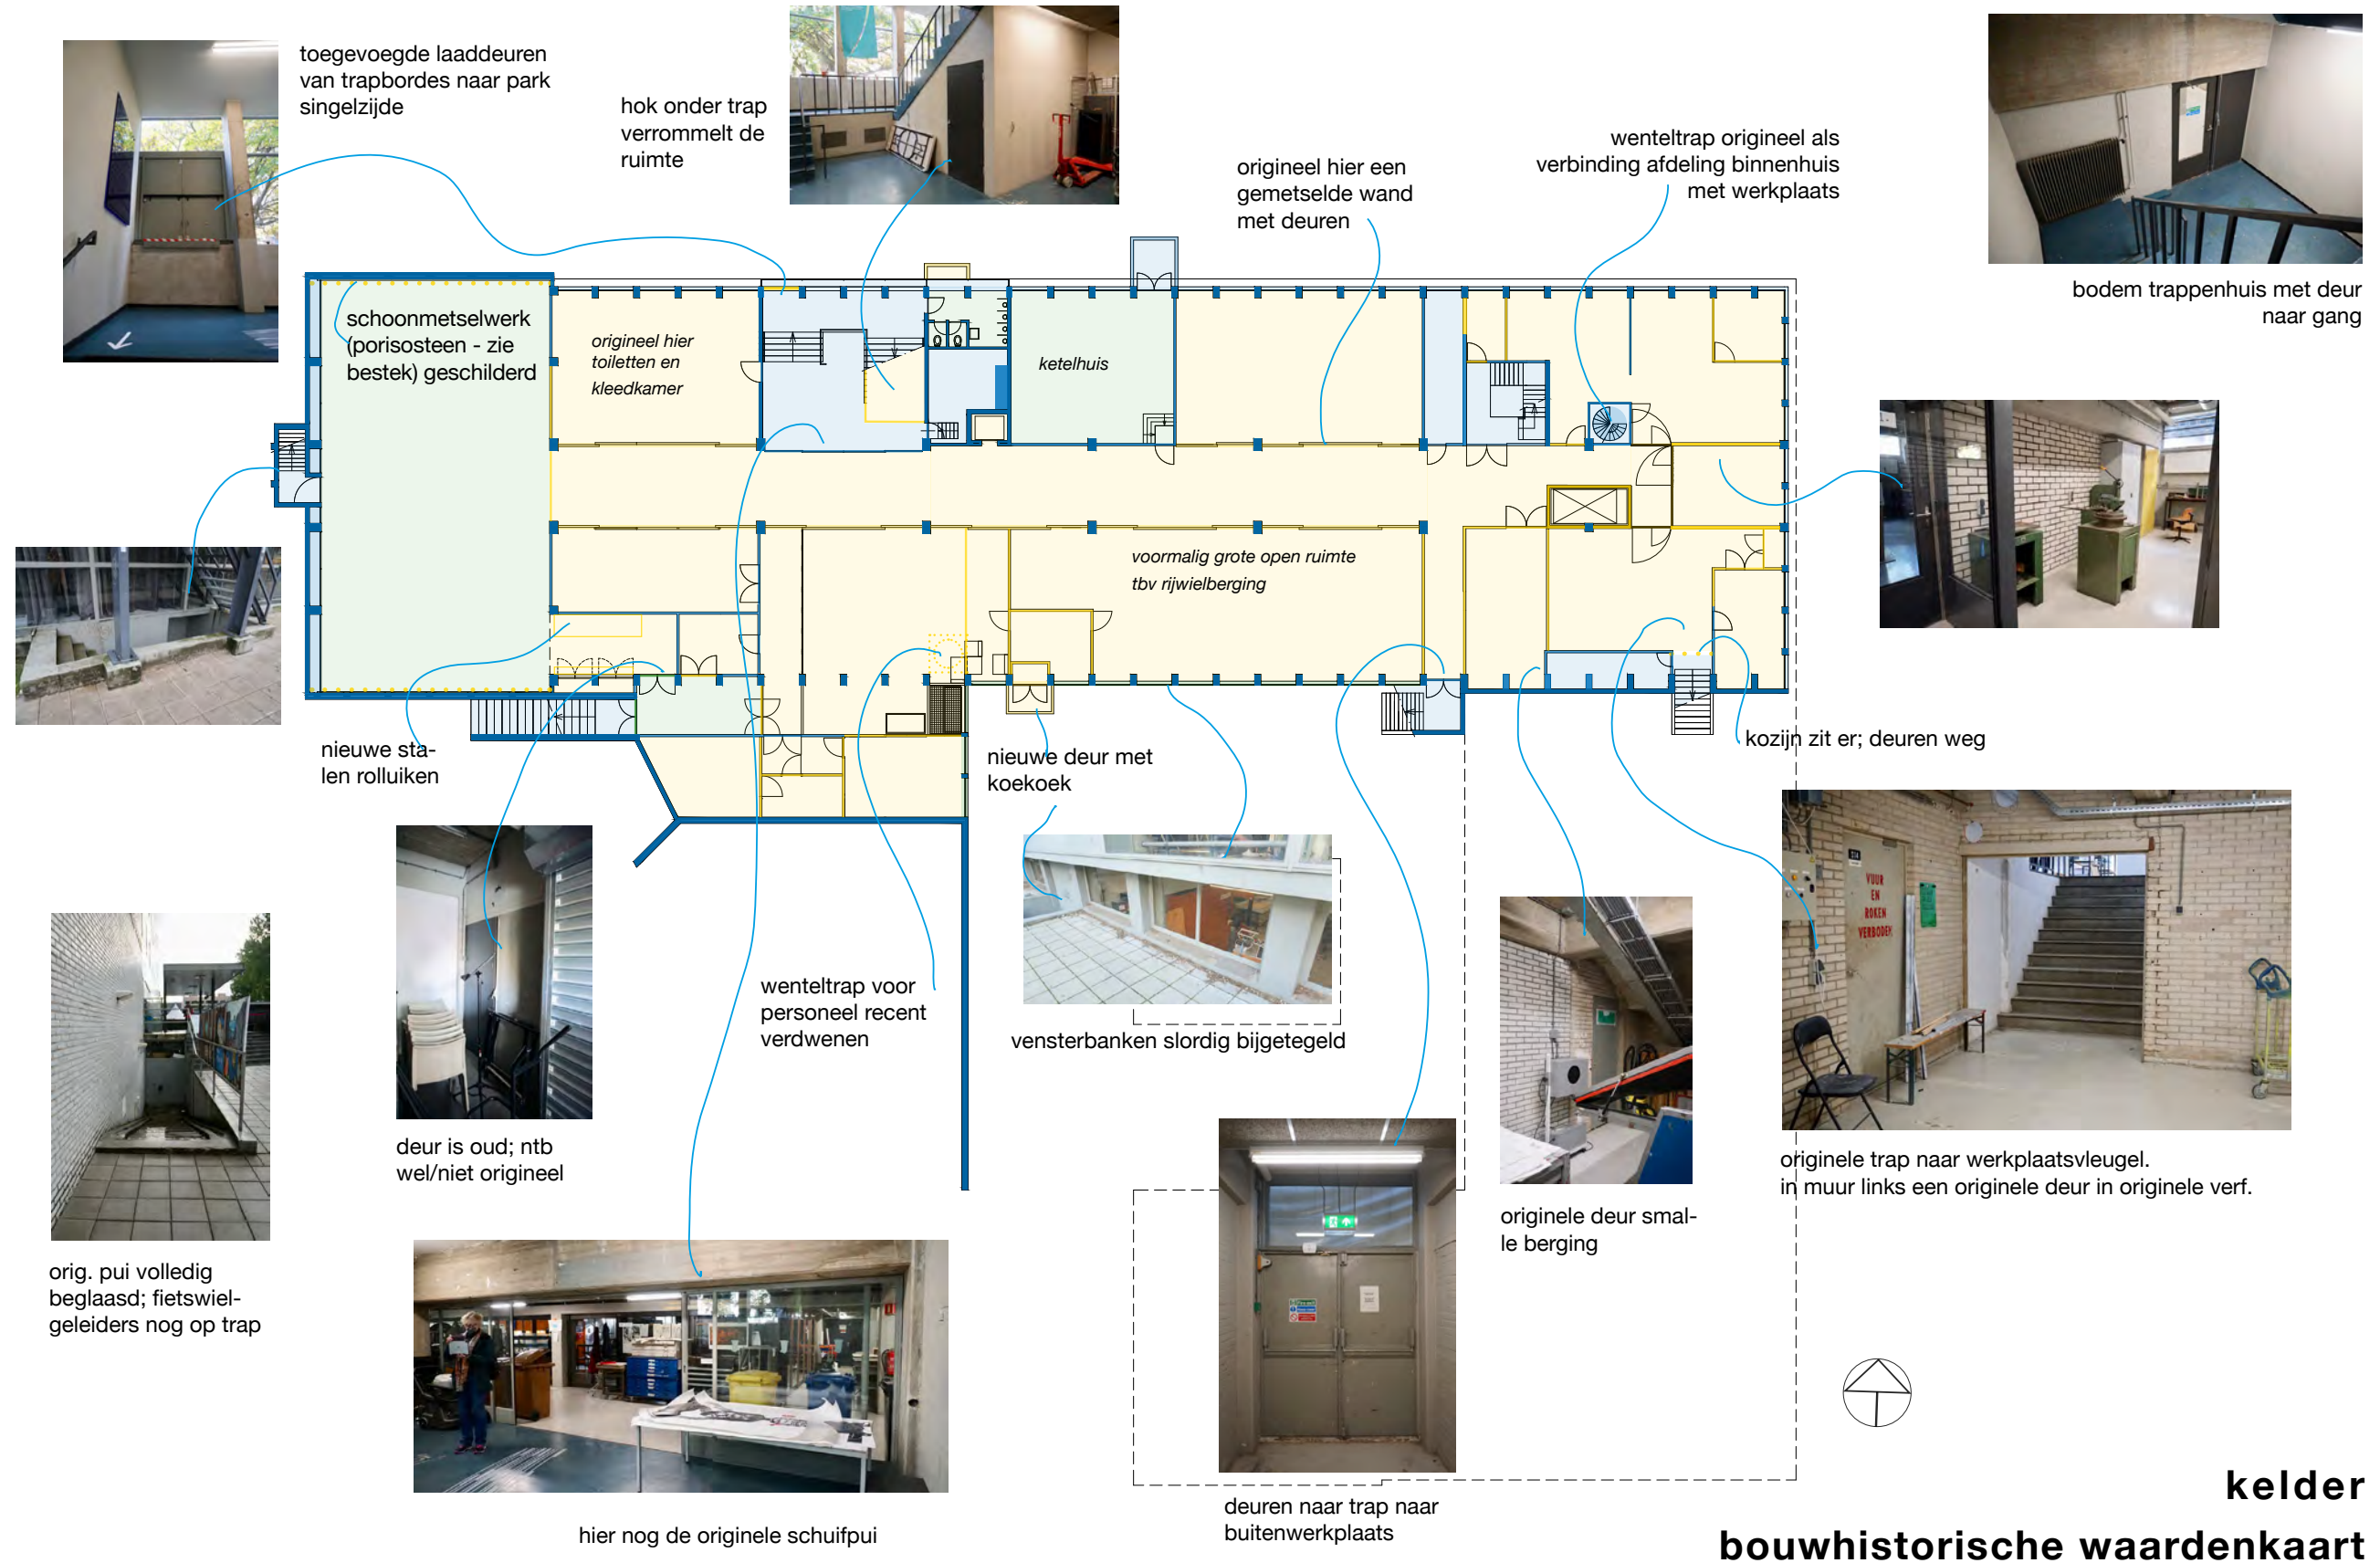 toegevoegde laaddeuren
van trapbordes naar park
singelzijde
hok onder trap
verrommelt de
ruimte
origineel hier een
gemetselde wand
met deuren
wenteltrap origineel als
verbinding afdeling binnenhuis
met werkplaats
bodem trappenhuis met deur
naar gang
schoonmetselwerk
(porisosteen - zie
bestek) geschilderd
origineel hier
toiletten en
kleedkamer
ketelhuis
voormalig grote open ruimte
tbv rijwielberging
nieuwe sta-
len rolluiken
nieuwe deur met
koekoek
kozijn zit er; deuren weg
wenteltrap voor
personeel recent
verdwenen
vensterbanken slordig bijgetegeld
VUUR
EN
ROKEN
VERBODEN
deur is oud; ntb
wel/niet origineel
originele trap naar werkplaatsvleugel.
in muur links een originele deur in originele verf.
originele deur smal-
le berging
orig. pui volledig
beglaasd; fietswiel-
geleiders nog op trap
deuren naar trap naar
buitenwerkplaats
hier nog de originele schuifpui
kelder
bouwhistorische waardenkaart